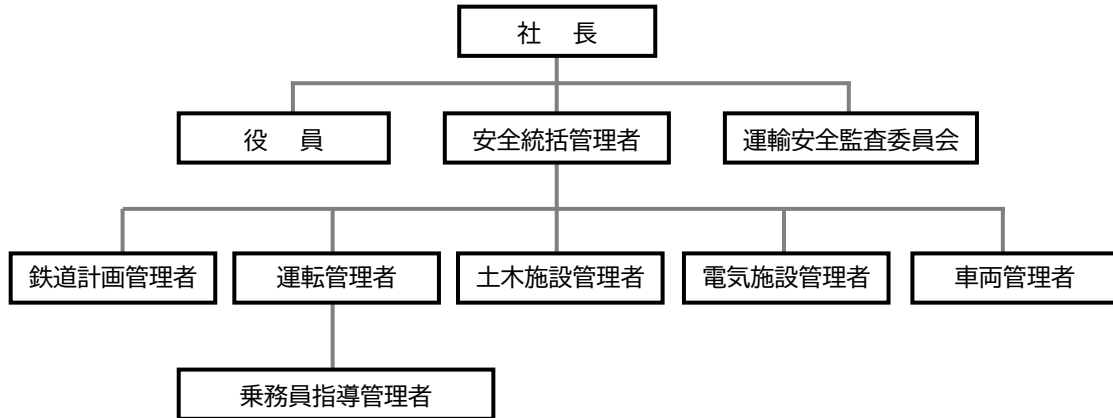 社　長
役　員
安全統括管理者
運輸安全監査委員会
鉄道計画管理者
運転管理者
土木施設管理者
電気施設管理者
車両管理者
乗務員指導管理者